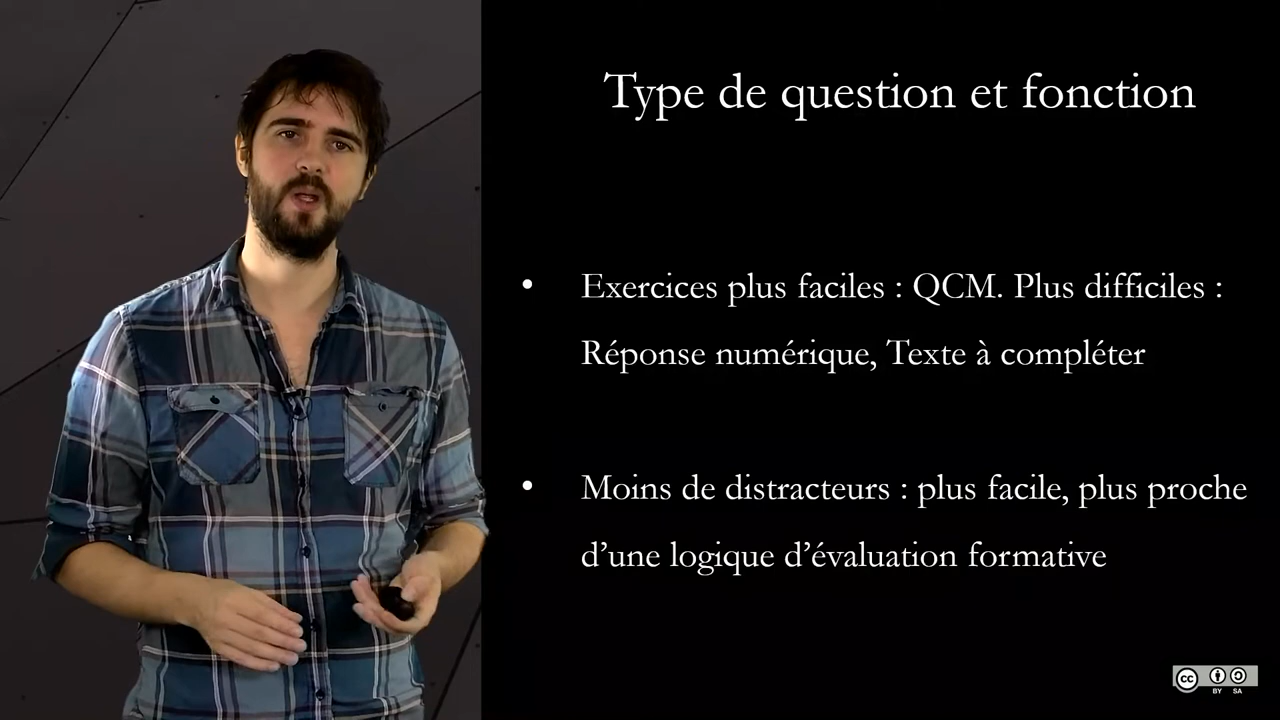 Type de question et fonction
• Exercices plus faciles : QCM. Plus difficiles :
Réponse numérique, Texte à compléter
• Moins de distracteurs : plus facile, plus proche
d’une logique d’évaluation formative
cc
BY SA